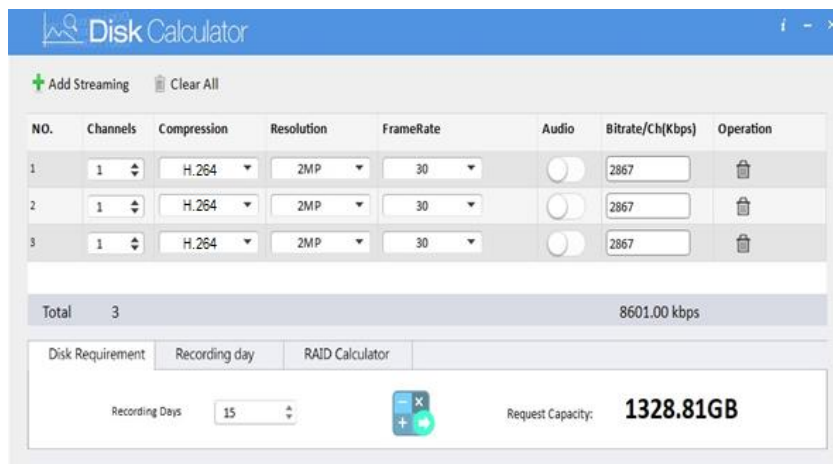 Disk Calculator
Add Streaming Clear All
NO. Channels Compression Resolution FrameRate Audio Bitrate/Ch(Kbps) Operation
1 1 H.264 2MP 30 2867
2 1 H.264 2MP 30 2867
3 1 H.264 2MP 30 2867
Total 3 8601.00 kbps
Disk Requirement Recording day RAID Calculator
Recording Days 15 Request Capacity: 1328.81GB